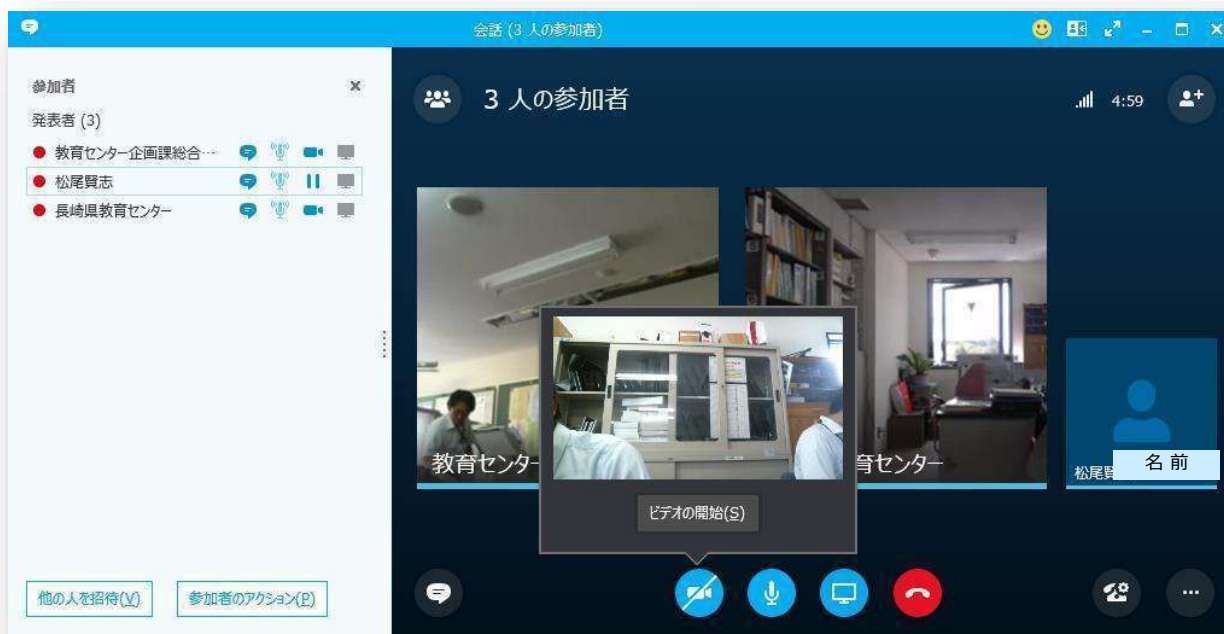 会話 (3 人の参加者)
参加者
発表者 (3)
教育センター企画課総合…
松尾賢志
長崎県教育センター
他の人を招待(V)
参加者のアクション(P)
3 人の参加者
4:59
教育センター
育センター
松尾
名 前
ビデオの開始(S)